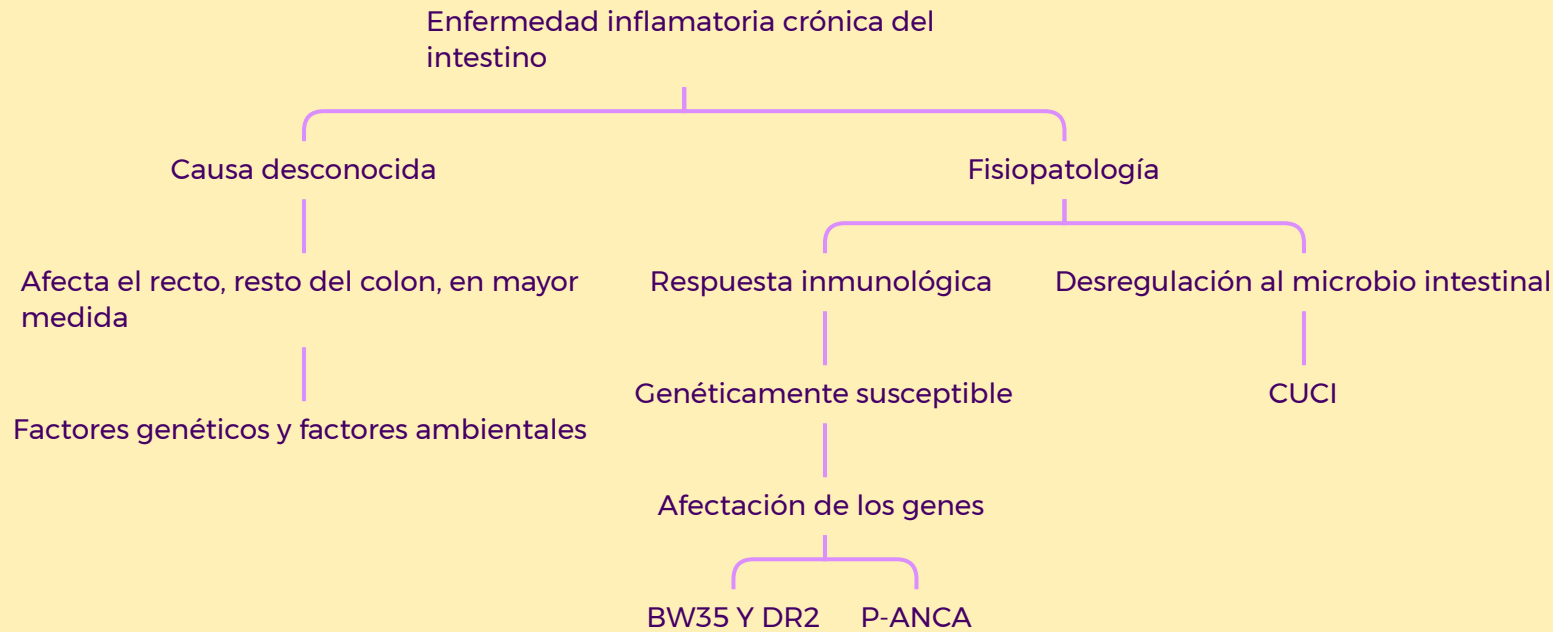 Enfermedad inflamatoria crónica del
intestino
Causa desconocida
Fisiopatología
Afecta el recto, resto del colon, en mayor
medida
Respuesta inmunológica
Desregulación al microbio intestinal
Genéticamente susceptible
CUCI
Factores genéticos y factores ambientales
Afectación de los genes
BW35 Y DR2
P-ANCA